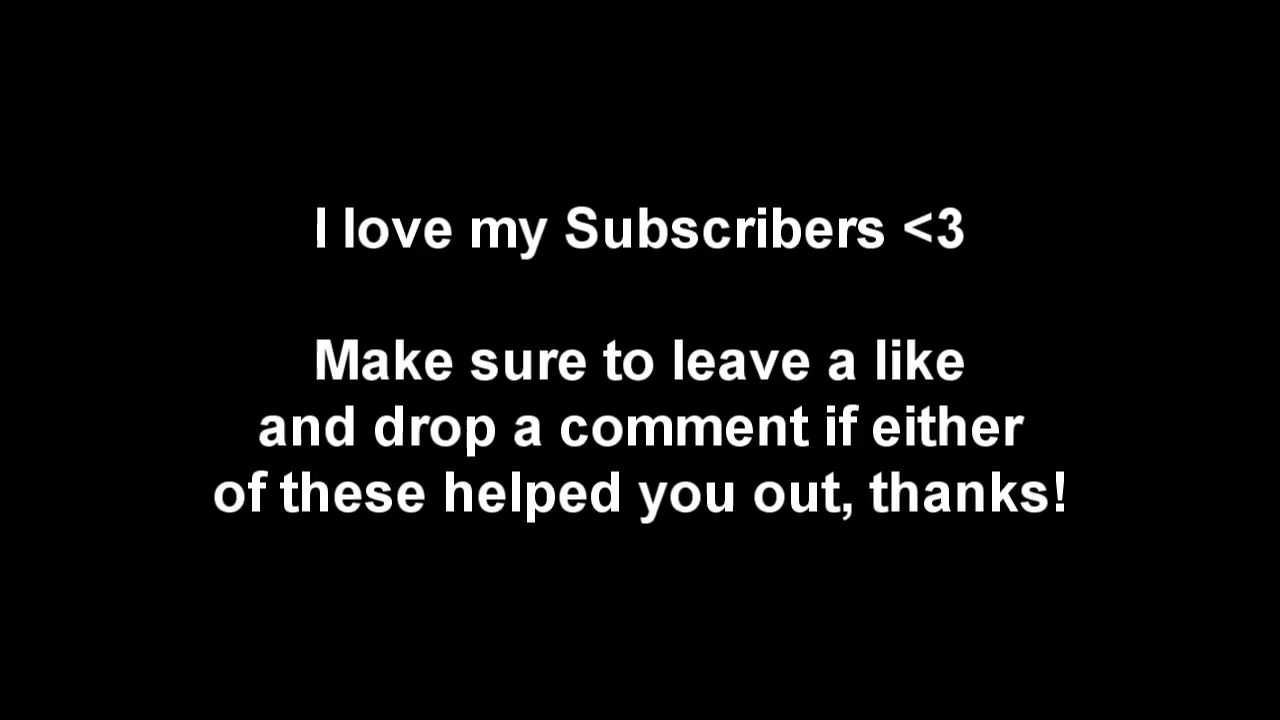 I love my Subscribers <3
Make sure to leave a like
and drop a comment if either
of these helped you out, thanks!